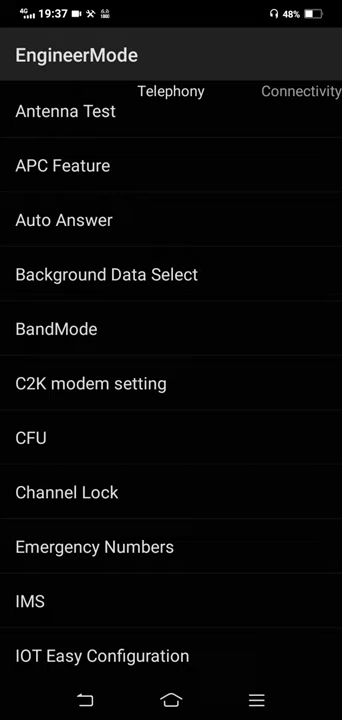 4G 19:37 48%
EngineerMode
Telephony Connectivity
Antenna Test
APC Feature
Auto Answer
Background Data Select
BandMode
C2K modem setting
CFU
Channel Lock
Emergency Numbers
IMS
IOT Easy Configuration